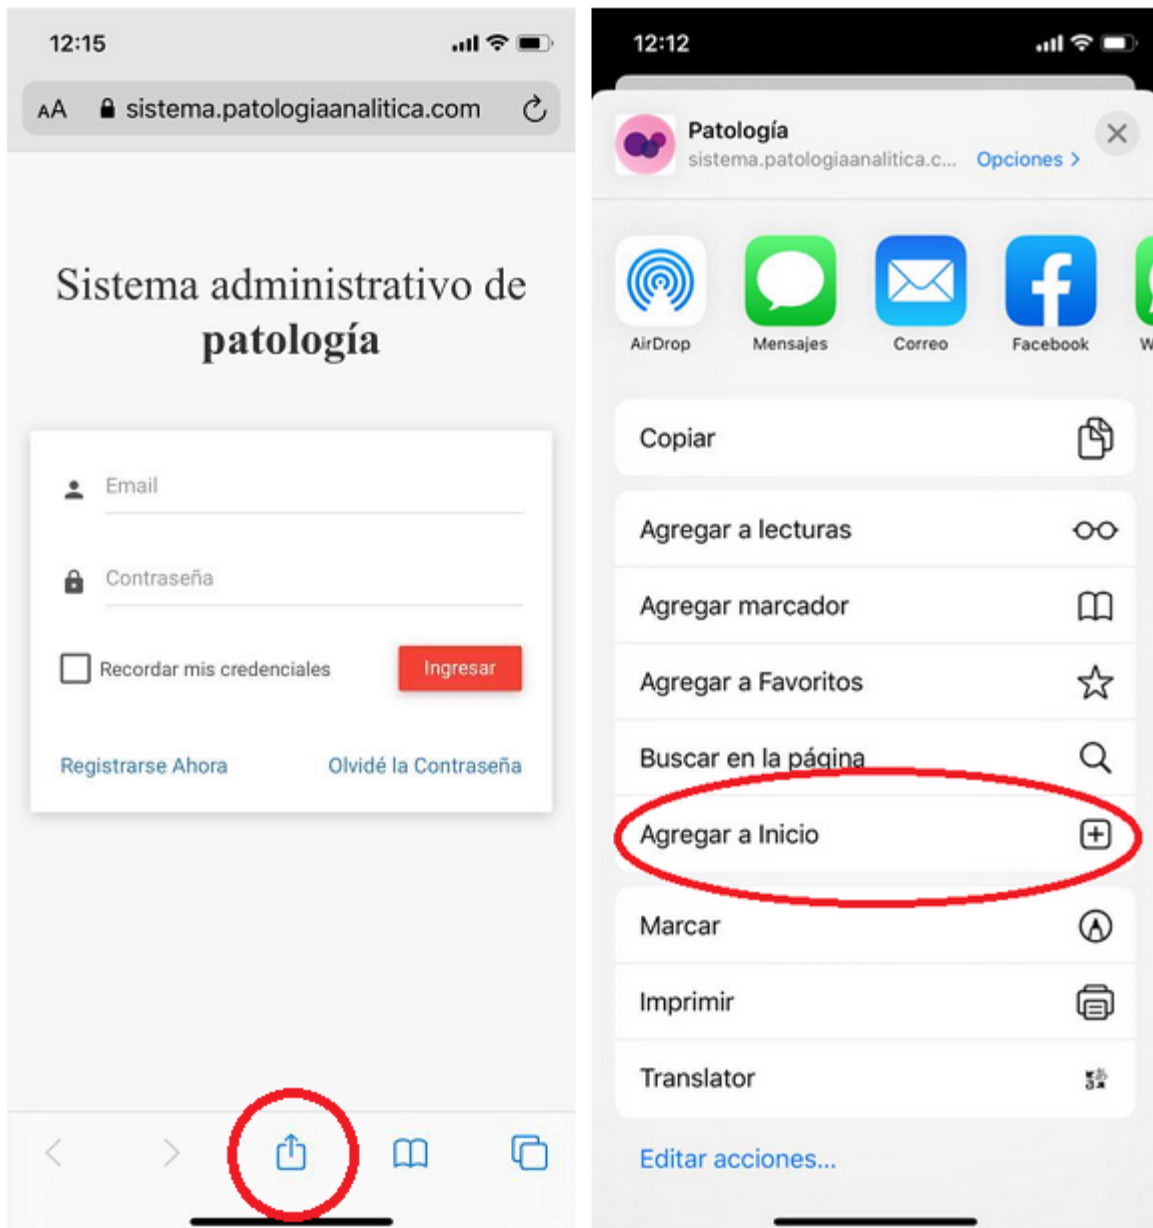 12:15
AA sistema.patologiaanalitica.com
Sistema administrativo de
patología
Email
Contraseña
Recordar mis credenciales
Ingresar
Registrarse Ahora
Olvidé la Contraseña
12:12
Patología
sistema.patologiaanalitica.c... Opciones >
AirDrop
Mensajes
Correo
Facebook
W
Copiar
Agregar a lecturas
Agregar marcador
Agregar a Favoritos
Buscar en la página
Agregar a Inicio
Marcar
Imprimir
Translator
Editar acciones...